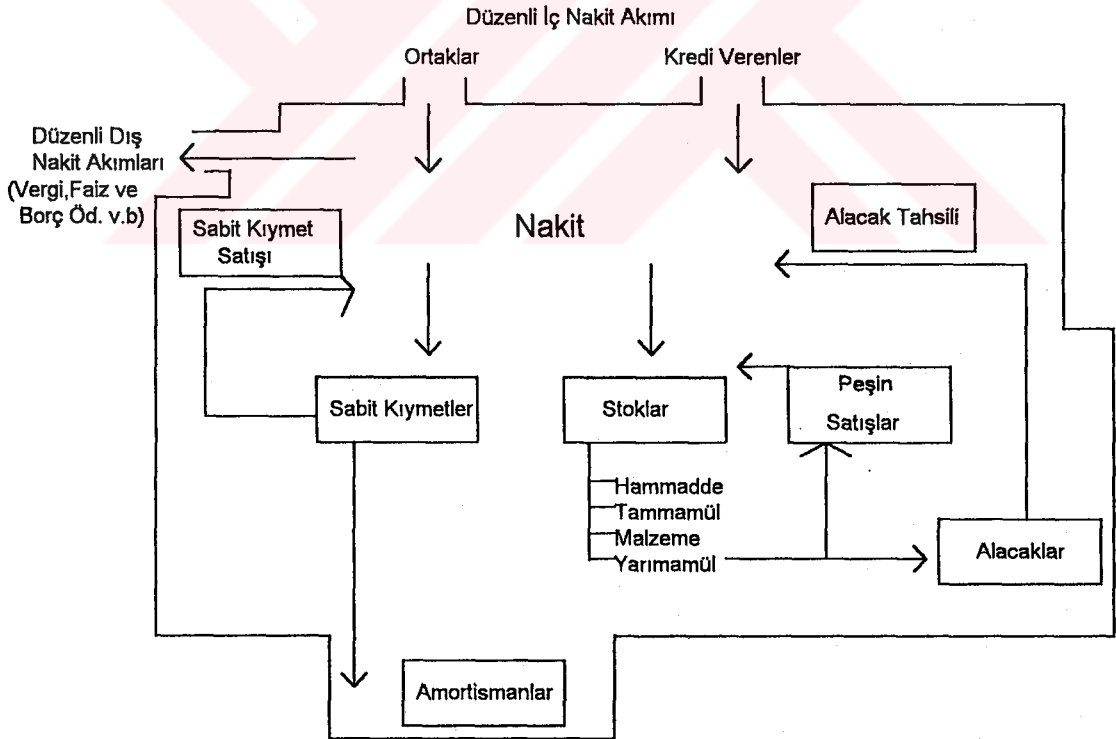 Düzenli İç Nakit Akımı
Ortaklar
Kredi Verenler
Düzenli Dış
Nakit Akımları
(Vergi,Faiz ve
Borç Öd. v.b)
Sabit Kıymet
Satışı
Nakit
Alacak Tahsili
Sabit Kıymetler
Stoklar
Peşin
Satışlar
Hammadde
Tammamül
Malzeme
Yarımamül
Alacaklar
Amortismanlar